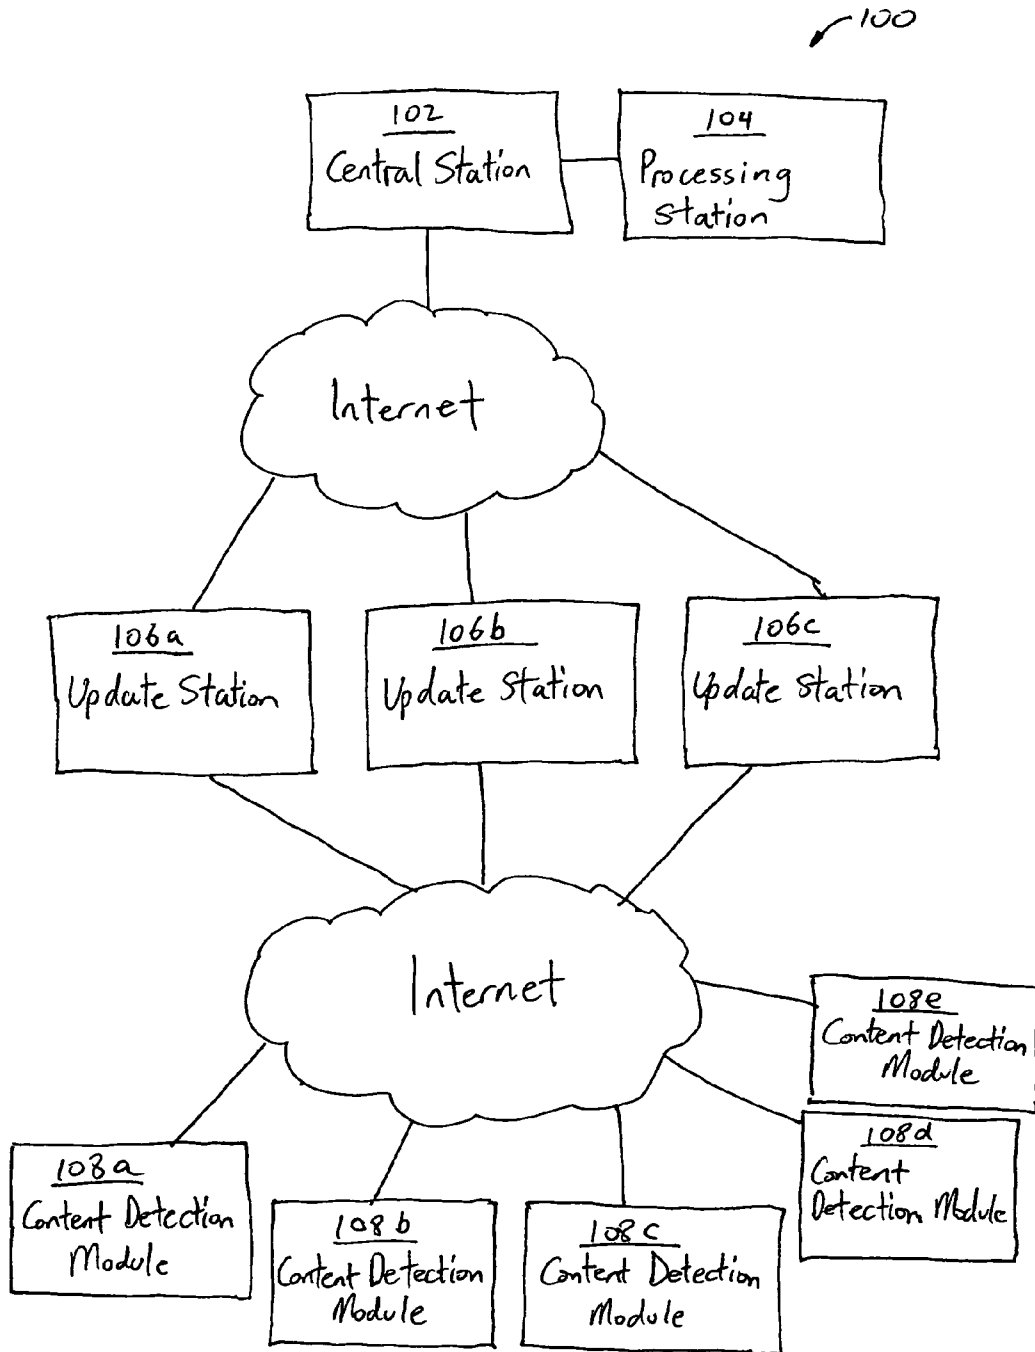 100
102
Central Station
104
Processing
Station
Internet
106a
Update Station
106b
Update Station
106c
Update Station
Internet
108e
Content Detection
Module
108d
Content
Detection Module
108a
Content Detection
Module
108b
Content Detection
Module
108c
Content Detection
Module